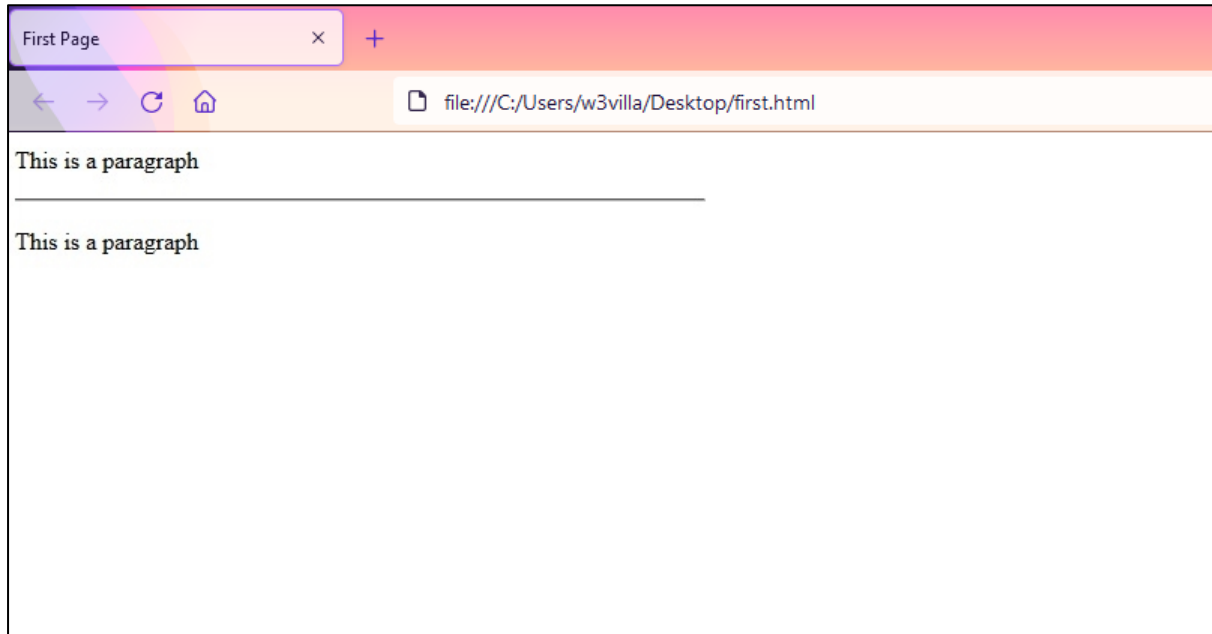 First Page
file:///C:/Users/w3villa/Desktop/first.html
This is a paragraph
This is a paragraph